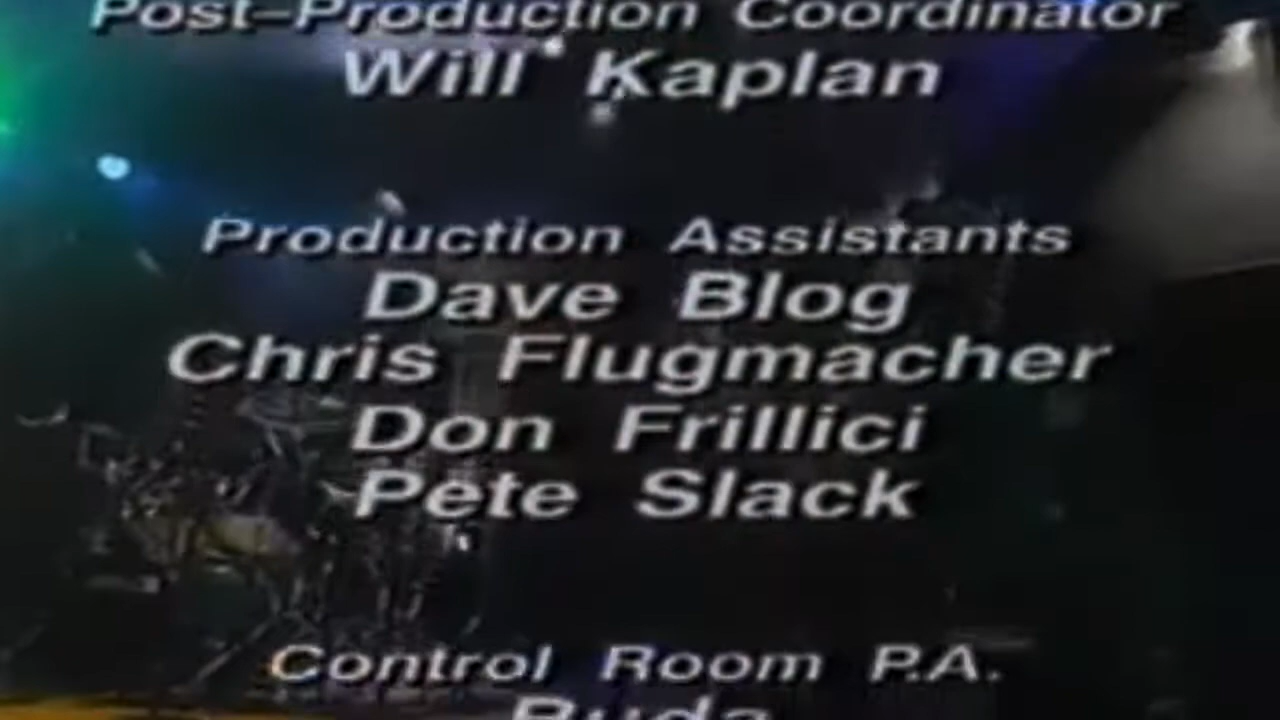 Post-Production Coordinator
Will Kaplan
Production Assistants
Dave Blog
Chris Flugmacher
Don Frillici
Pete Slack
Control Room P.A.